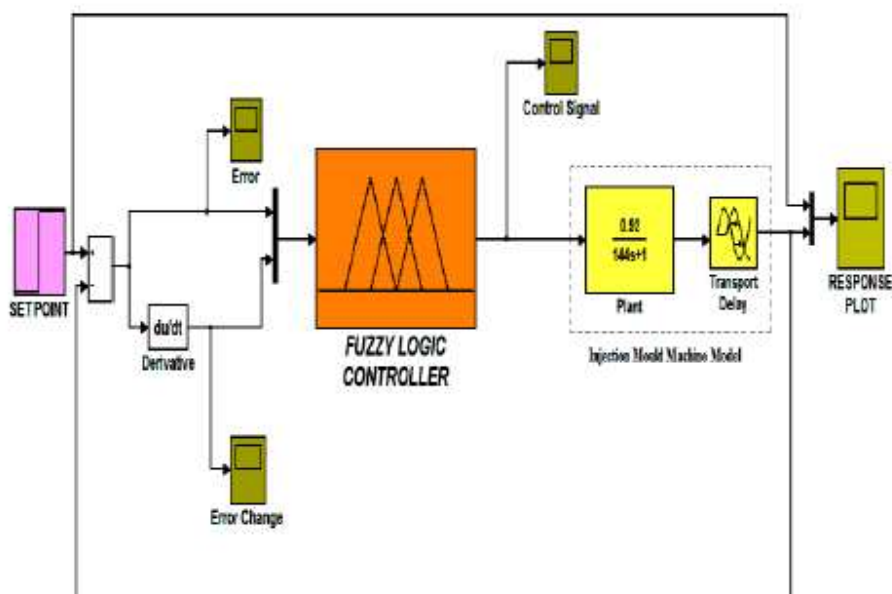 Control Signal
Error
SETPOINT
du/dt
Derivative
FUZZY LOGIC
CONTROLLER
0.92
144s+1
Plant
Transport
Delay
RESPONSE
PLOT
Injection Mould Machine Model
Error Change